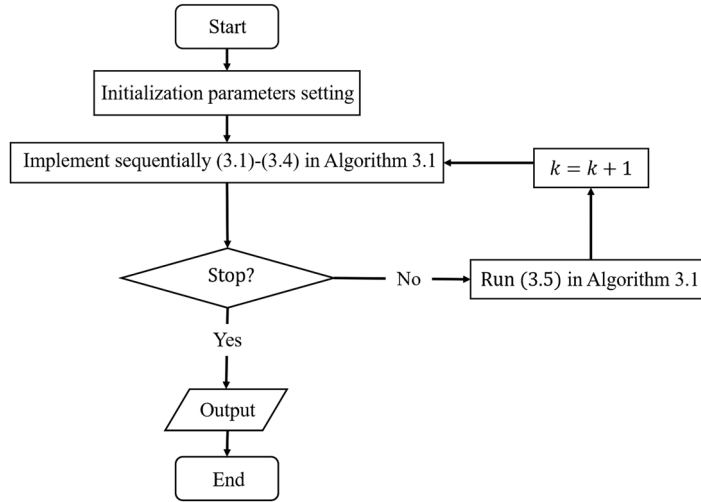 Start
Initialization parameters setting
Implement sequentially (3.1)-(3.4) in Algorithm 3.1
k = k + 1
Stop?
No
Run (3.5) in Algorithm 3.1
Yes
Output
End